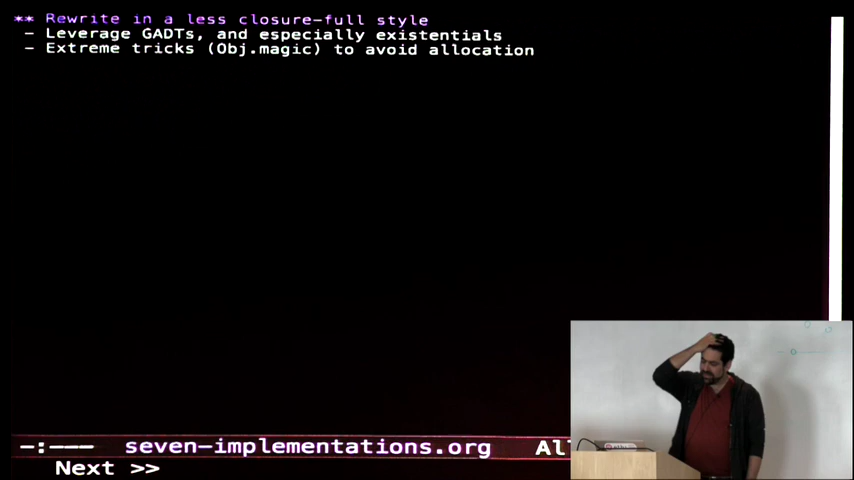 ** Rewrite in a less closure-full style
- Leverage GADTs, and especially existentials
- Extreme tricks (Obj.magic) to avoid allocation
-:--- seven-implementations.org Al
Next >>